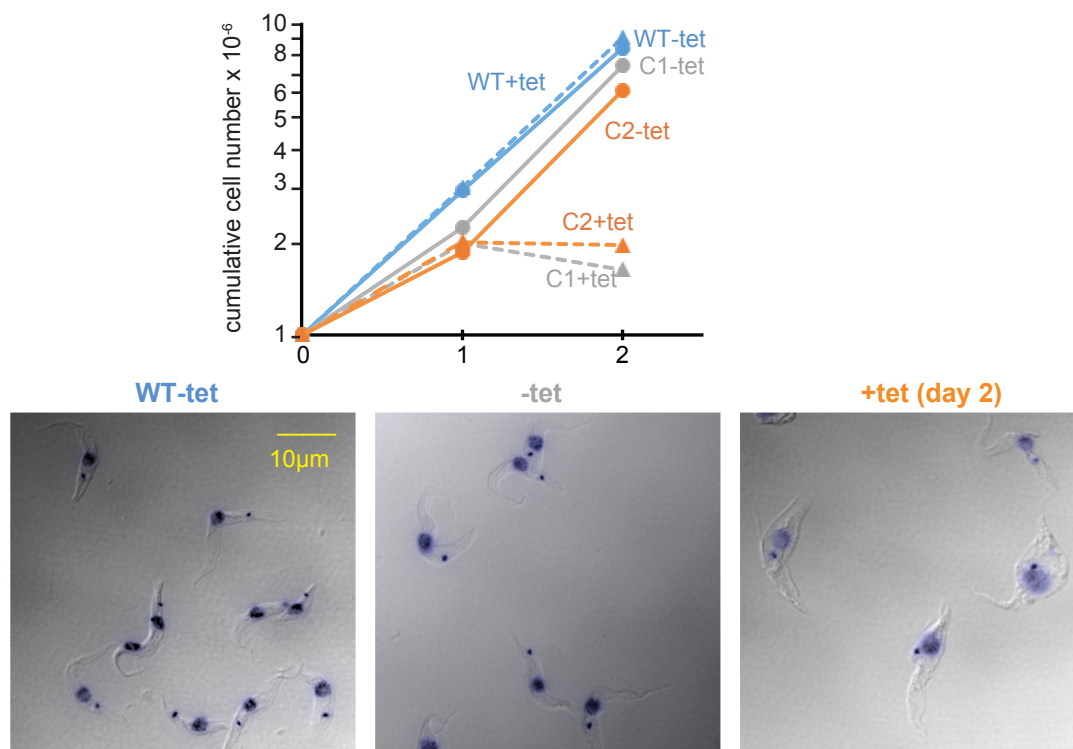 cumulative cell number x 10-6
10
8
6
5
4
3
2
1
0
1
2
WT+tet
WT-tet
C1-tet
C2-tet
C2+tet
C1+tet
WT-tet
-tet
+tet (day 2)
10µm